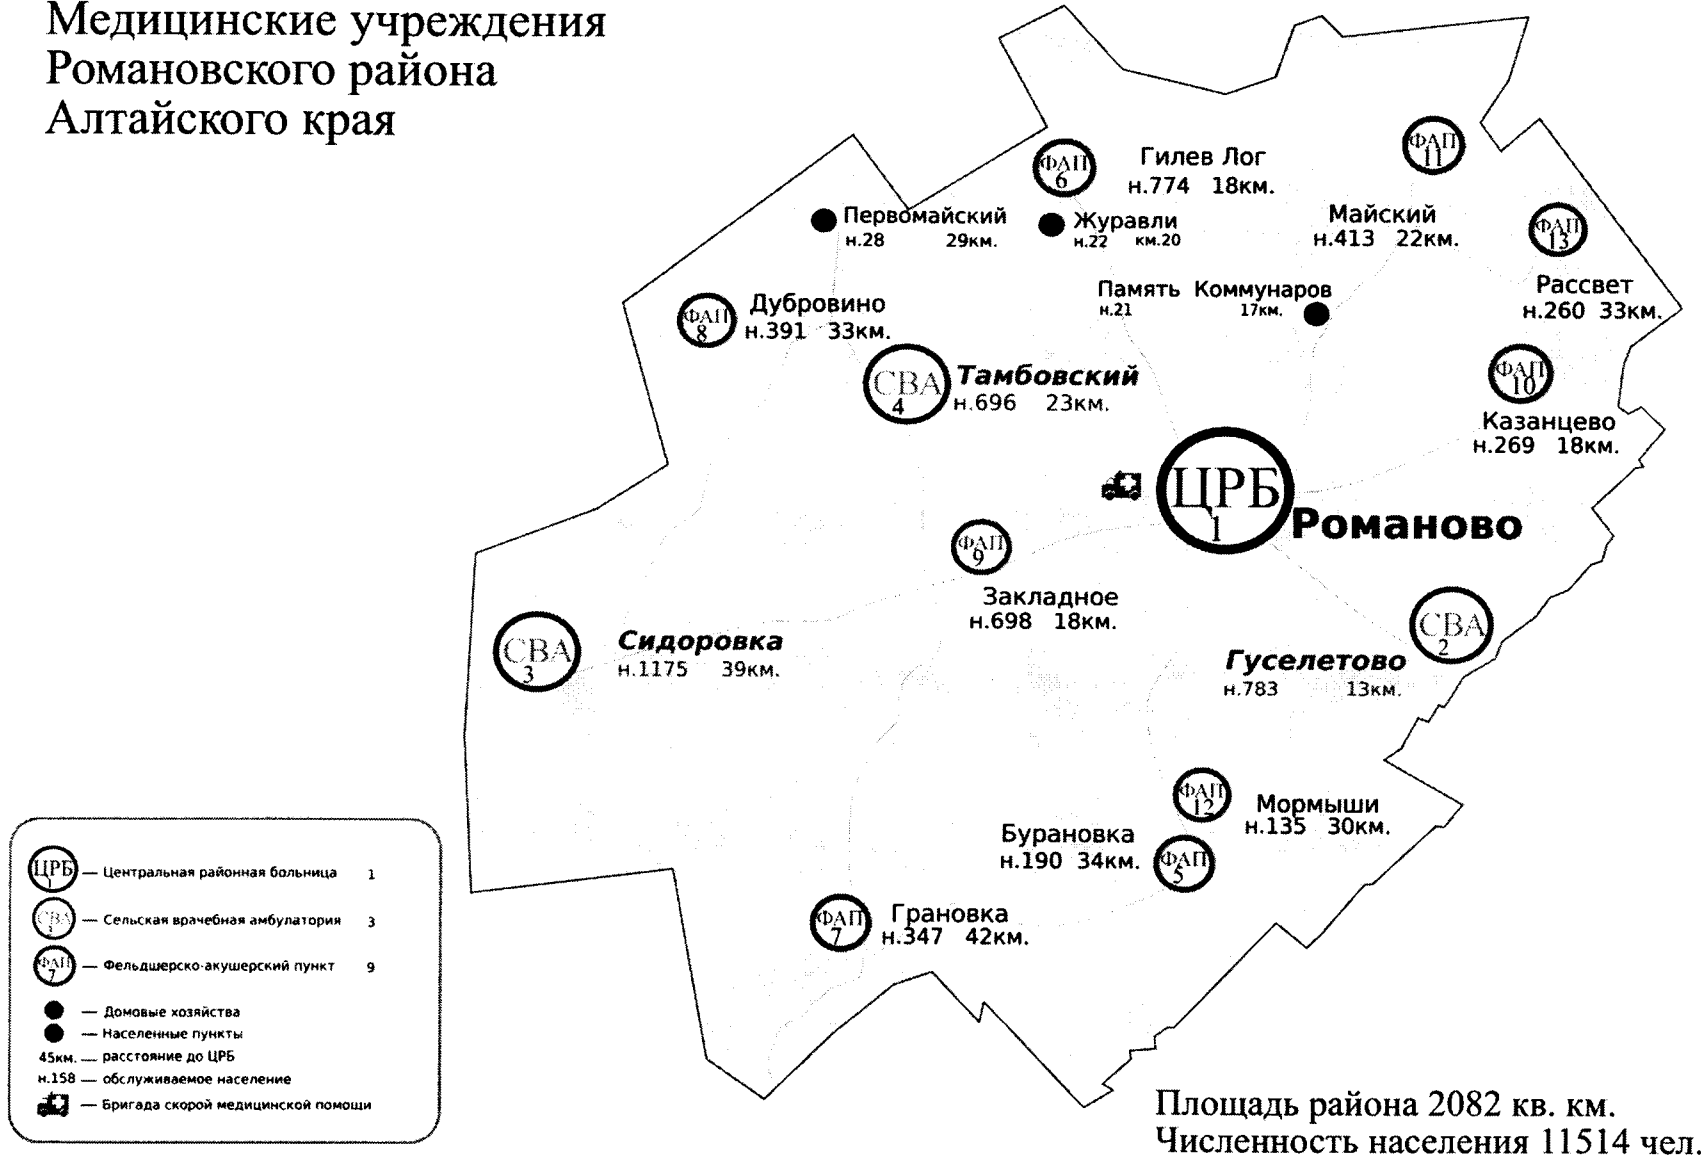 Медицинские учреждения
Романовского района
Алтайского края
ФАП
6
Гилев Лог
н.774 18км.
ФАП
11
Майский
н.413 22км.
Первомайский
н.28 29км.
Журавли
н.22 км.20
ФАП
13
Рассвет
н.260 33км.
Память Коммунаров
н.21 17км.
ФАП
8
Дубровино
н.391 33км.
СВА
4
Тамбовский
н.696 23км.
ФАП
10
Казанцево
н.269 18км.
ЦРБ
1
Романово
ФАП
9
Закладное
н.698 18км.
СВА
3
Сидоровка
н.1175 39км.
СВА
2
Гуселетово
н.783 13км.
ФАП
12
Мормыши
н.135 30км.
Бурановка
н.190 34км.
ФАП
5
ФАП
7
Грановка
н.347 42км.
ЦРБ
1
— Центральная районная больница 1
СВА
1
— Сельская врачебная амбулатория 3
ФАП
7
— Фельдшерско-акушерский пункт 9
— Домовые хозяйства
— Населенные пункты
45км. — расстояние до ЦРБ
н.158 — обслуживаемое население
— Бригада скорой медицинской помощи
Площадь района 2082 кв. км.
Численность населения 11514 чел.